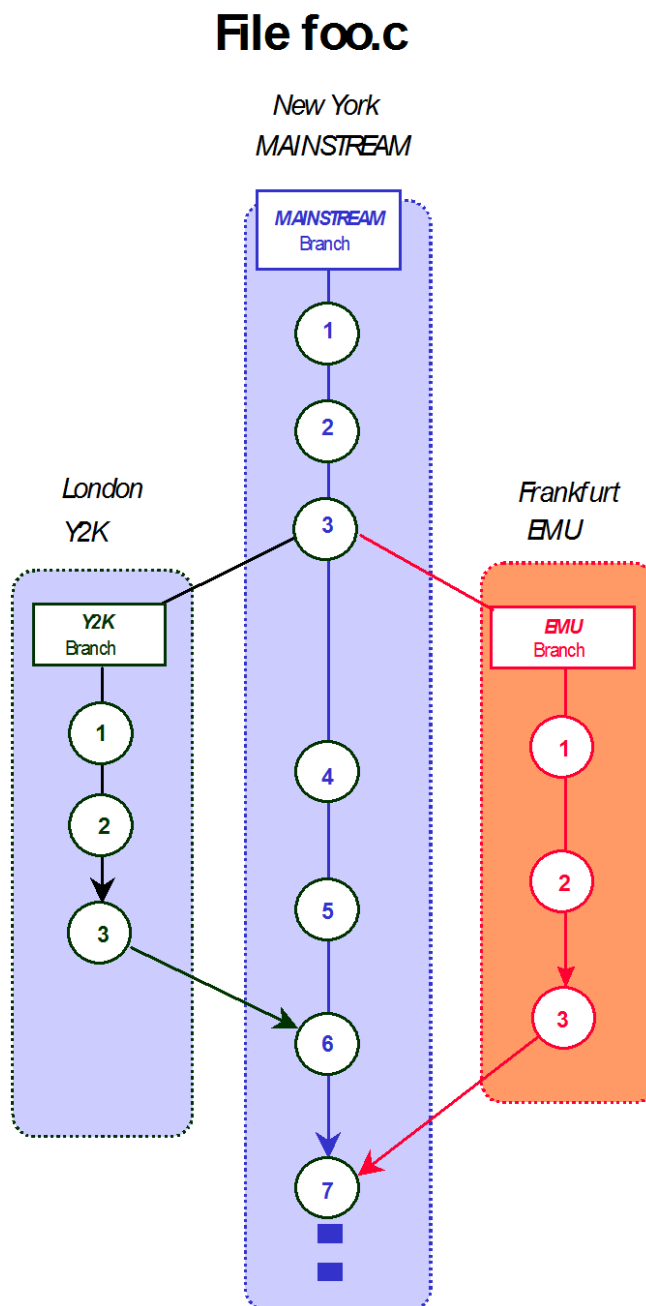 File foo.c
New York
MAINSTREAM
MAINSTREAM
Branch
1
2
3
London
Y2K
Frankfurt
EMU
Y2K
Branch
EMU
Branch
1
2
3
4
5
6
7
1
2
3